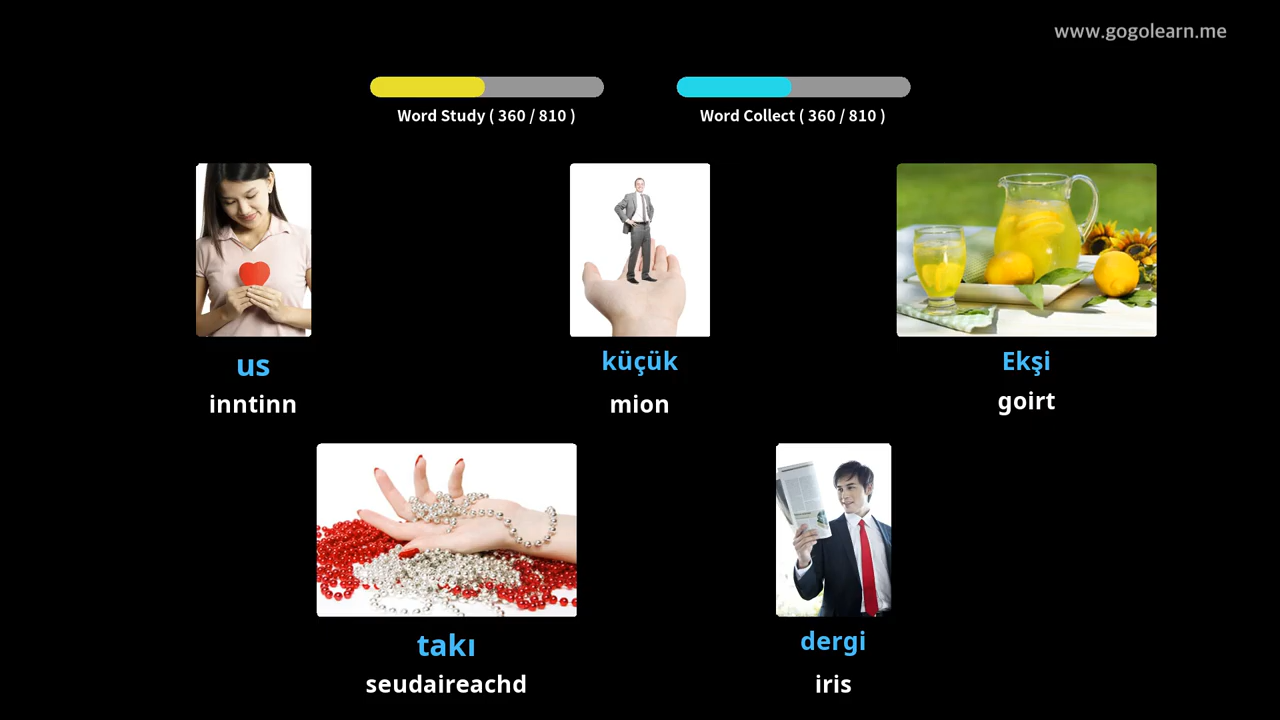 www.gogolearn.me
Word Study ( 360 / 810 )
Word Collect ( 360 / 810 )
us
inntinn
küçük
mion
Ekşi
goirt
takı
seudaireachd
dergi
iris